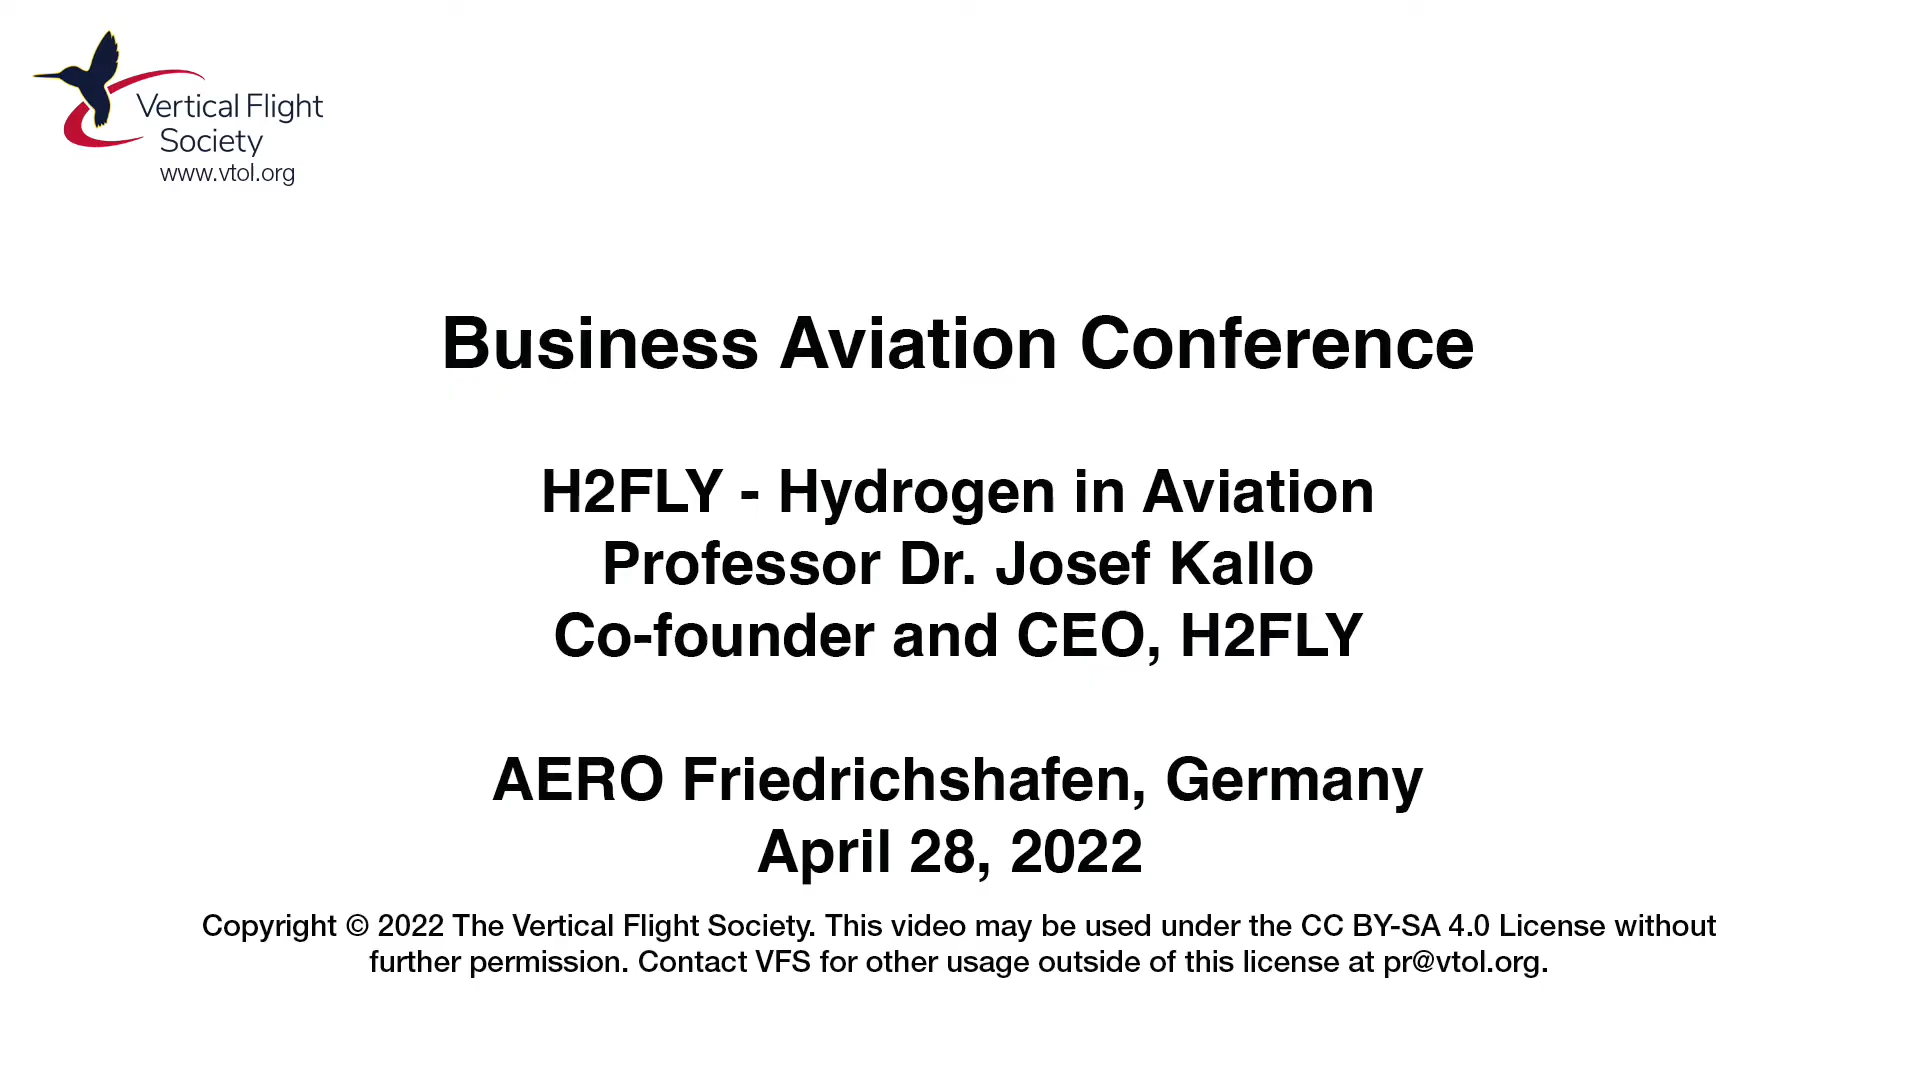 Vertical Flight
Society
www.vtol.org
Business Aviation Conference
H2FLY - Hydrogen in Aviation
Professor Dr. Josef Kallo
Co-founder and CEO, H2FLY
AERO Friedrichshafen, Germany
April 28, 2022
Copyright © 2022 The Vertical Flight Society. This video may be used under the CC BY-SA 4.0 License without
further permission. Contact VFS for other usage outside of this license at pr@vtol.org.